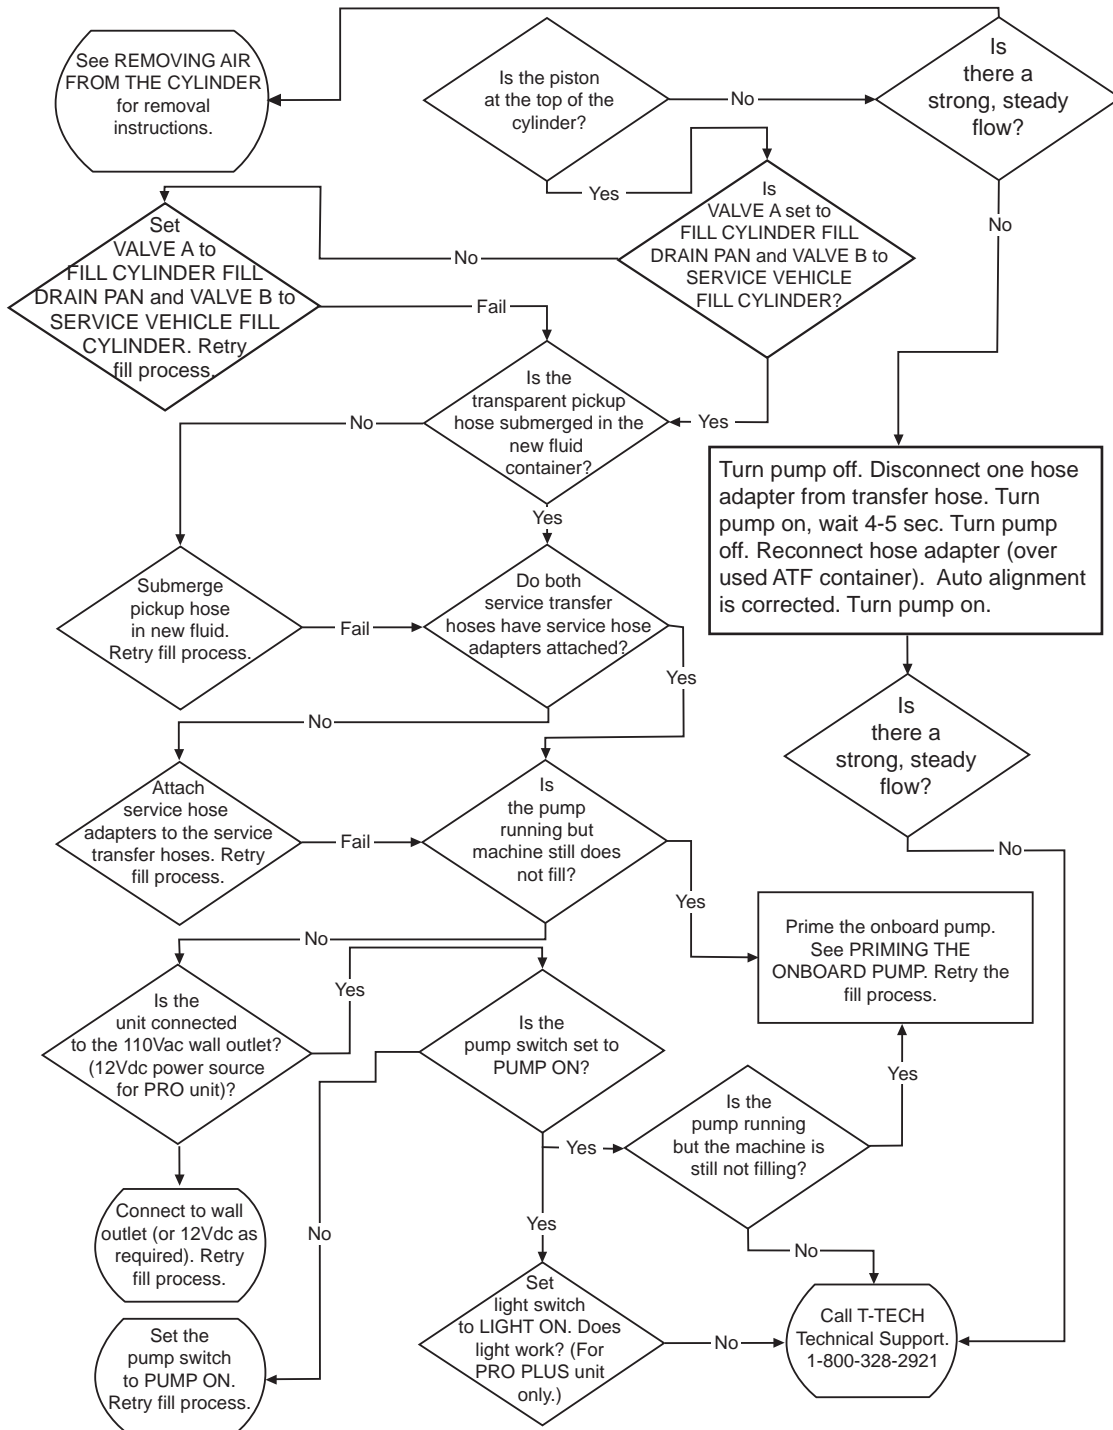 See REMOVING AIR
FROM THE CYLINDER
for removal
instructions.
Is the piston
at the top of the
cylinder?
No
Is
there a
strong, steady
flow?
Yes
No
Is
VALVE A set to
FILL CYLINDER FILL
DRAIN PAN and VALVE B to
SERVICE VEHICLE
FILL CYLINDER?
No
Set
VALVE A to
FILL CYLINDER FILL
DRAIN PAN and VALVE B to
SERVICE VEHICLE FILL
CYLINDER. Retry
fill process.
Fail
Is the
transparent pickup
hose submerged in the
new fluid
container?
Yes
No
Turn pump off. Disconnect one hose
adapter from transfer hose. Turn
pump on, wait 4-5 sec. Turn pump
off. Reconnect hose adapter (over
used ATF container).  Auto alignment
is corrected. Turn pump on.
Yes
Submerge
pickup hose
in new fluid.
Retry fill process.
Fail
Do both
service transfer
hoses have service hose
adapters attached?
Yes
No
Is
there a
strong, steady
flow?
Attach
service hose
adapters to the service
transfer hoses. Retry
fill process.
Fail
Is
the pump
running but
machine still does
not fill?
No
Yes
No
Prime the onboard pump.
See PRIMING THE
ONBOARD PUMP. Retry the
fill process.
Is the
unit connected
to the 110Vac wall outlet?
(12Vdc power source
for PRO unit)?
Yes
Is the
pump switch set to
PUMP ON?
Yes
Is the
pump running
but the machine is
still not filling?
Yes
Connect to wall
outlet (or 12Vdc as
required). Retry
fill process.
No
Yes
No
Set the
pump switch
to PUMP ON.
Retry fill process.
Set
light switch
to LIGHT ON. Does
light work? (For
PRO PLUS unit
only.)
No
Call T-TECH
Technical Support.
1-800-328-2921